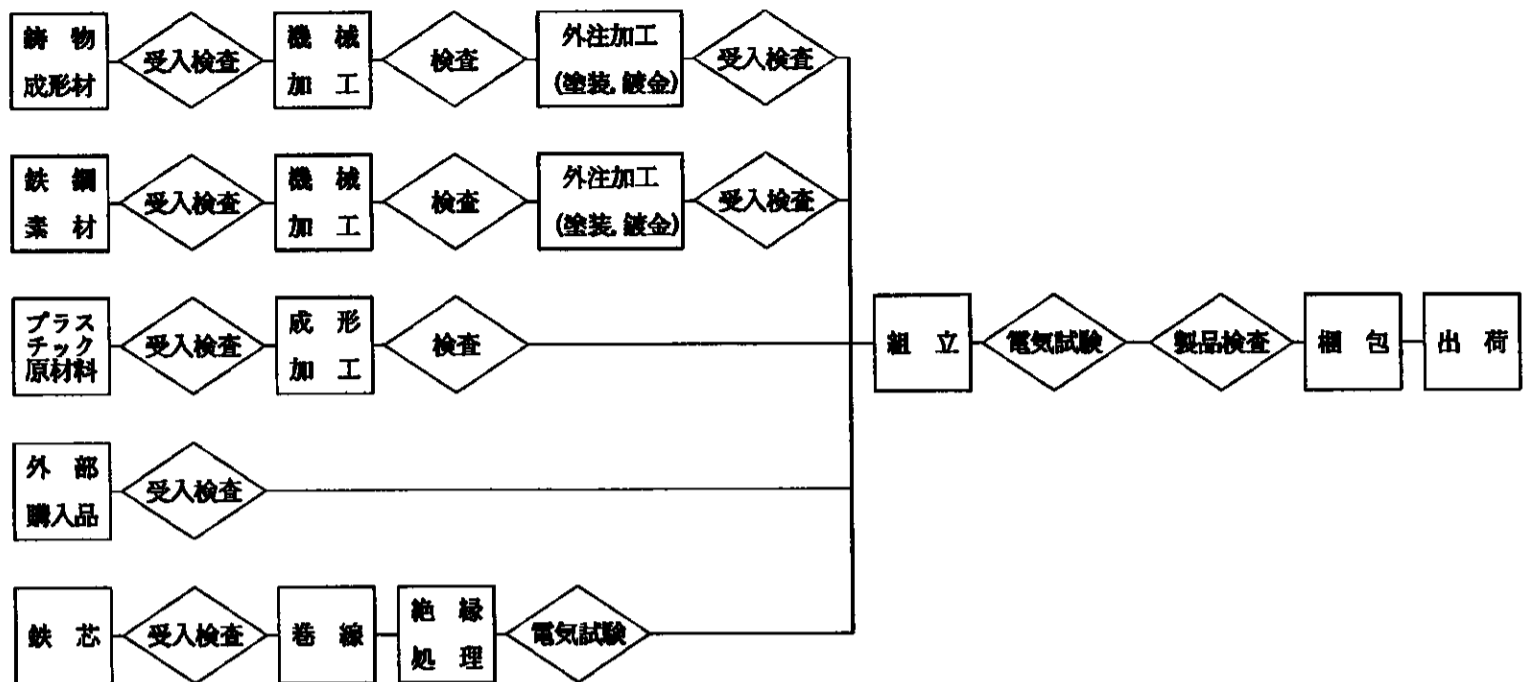 鋳物
成形材
受入検査
機械
加工
検査
外注加工
(塗装,鍍金)
受入検査
鉄鋼
素材
受入検査
機械
加工
検査
外注加工
(塗装,鍍金)
受入検査
プラス
チック
原材料
受入検査
成形
加工
検査
外部
購入品
受入検査
鉄芯
受入検査
巻線
絶縁
処理
電気試験
組立
電気試験
製品検査
梱包
出荷